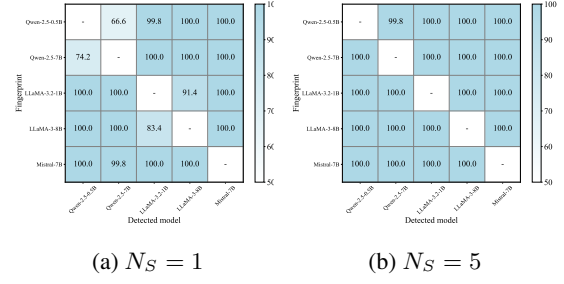 Qwen-2.5-0.5B - 66.6 99.8 100.0 100.0
Qwen-2.5-7B 74.2 - 100.0 100.0 100.0
LLaMA-3.2-1B 100.0 100.0 - 91.4 100.0
LLaMA-3-8B 100.0 100.0 83.4 - 100.0
Mistral-7B 100.0 99.8 100.0 100.0 -
Fingerprint
Qwen-2.5-0.5B Qwen-2.5-7B LLaMA-3.2-1B LLaMA-3-8B Mistral-7B
Detected model
90
80
70
60
50
(a) N_S = 1
Qwen-2.5-0.5B - 99.8 100.0 100.0 100.0
Qwen-2.5-7B 100.0 - 100.0 100.0 100.0
LLaMA-3.2-1B 100.0 100.0 - 100.0 100.0
LLaMA-3-8B 100.0 100.0 100.0 - 100.0
Mistral-7B 100.0 100.0 100.0 100.0 -
Fingerprint
Qwen-2.5-0.5B Qwen-2.5-7B LLaMA-3.2-1B LLaMA-3-8B Mistral-7B
Detected model
100
90
80
70
60
50
(b) N_S = 5